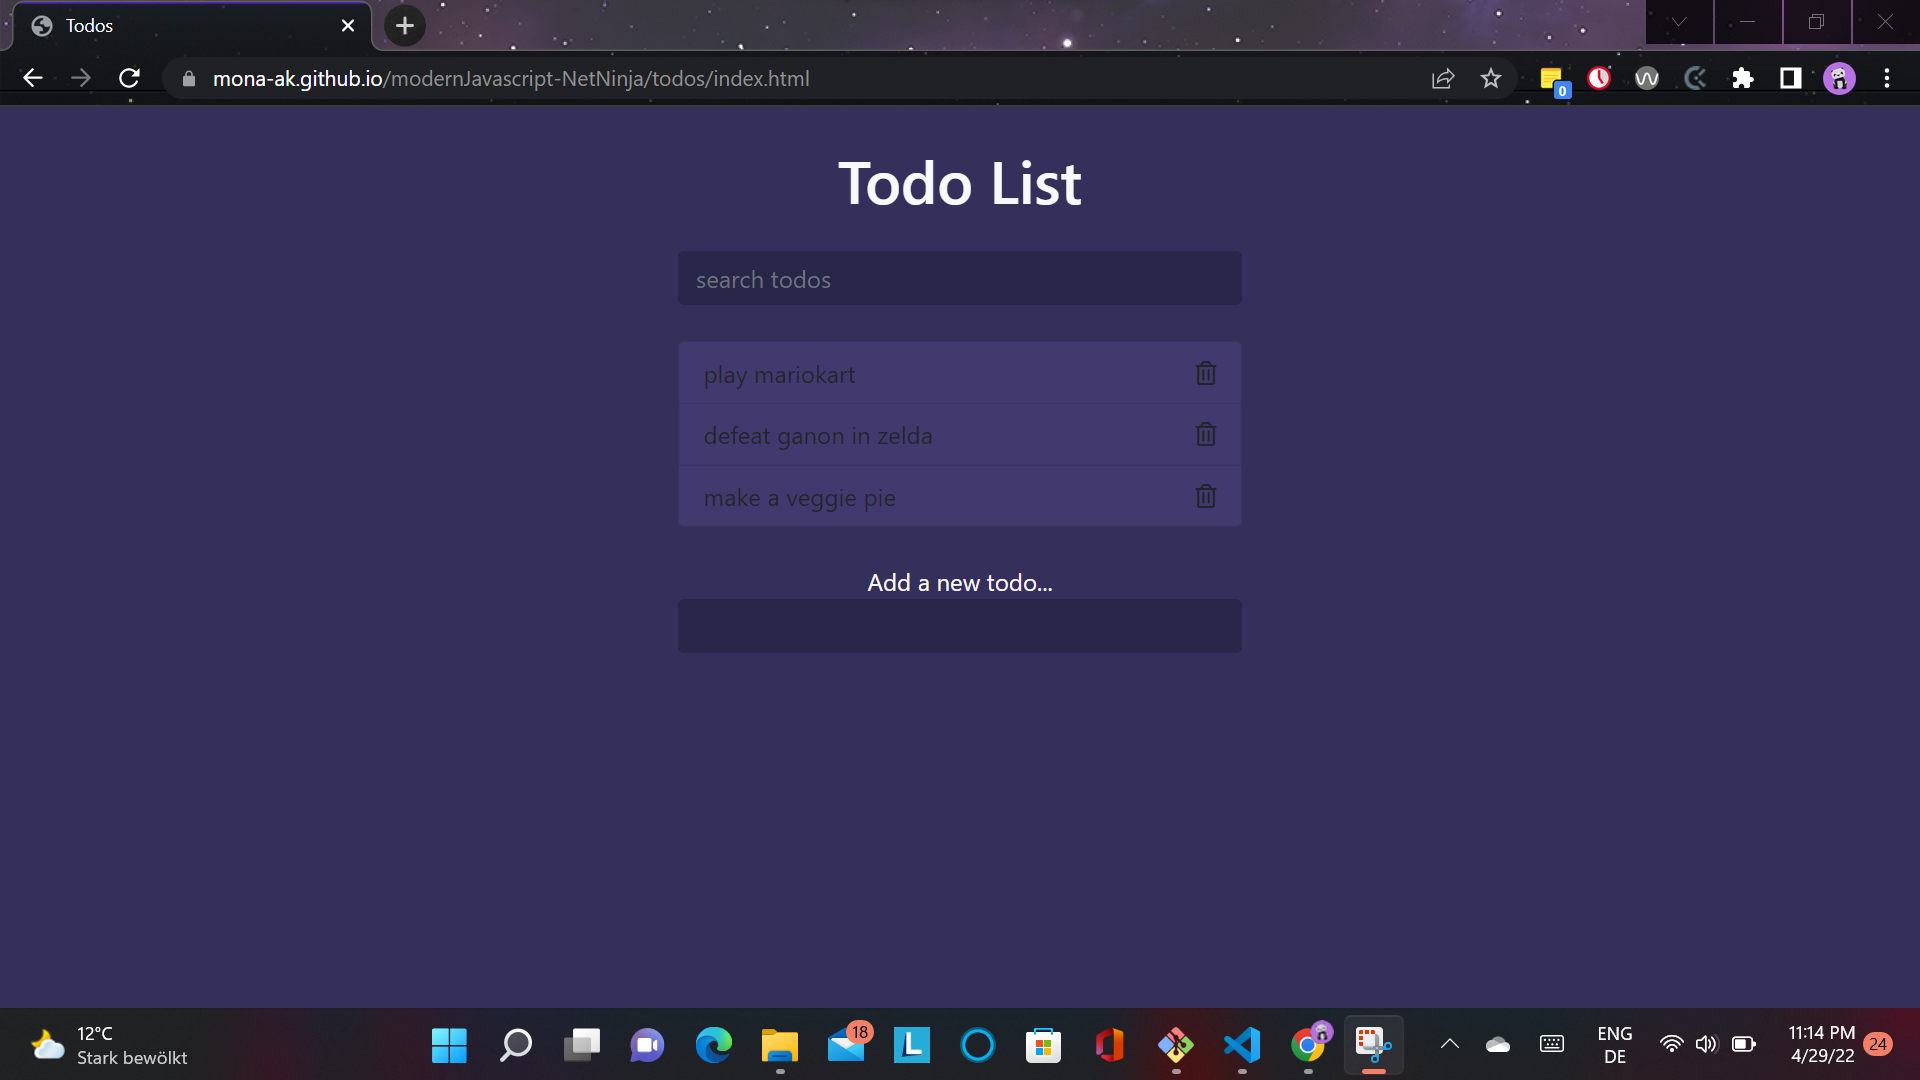 Todos
mona-ak.github.io/modernJavascript-NetNinja/todos/index.html
0
Todo List
search todos
play mariokart
defeat ganon in zelda
make a veggie pie
Add a new todo...
12°C
Stark bewölkt
18
L
ENG
DE
11:14 PM
4/29/22
24